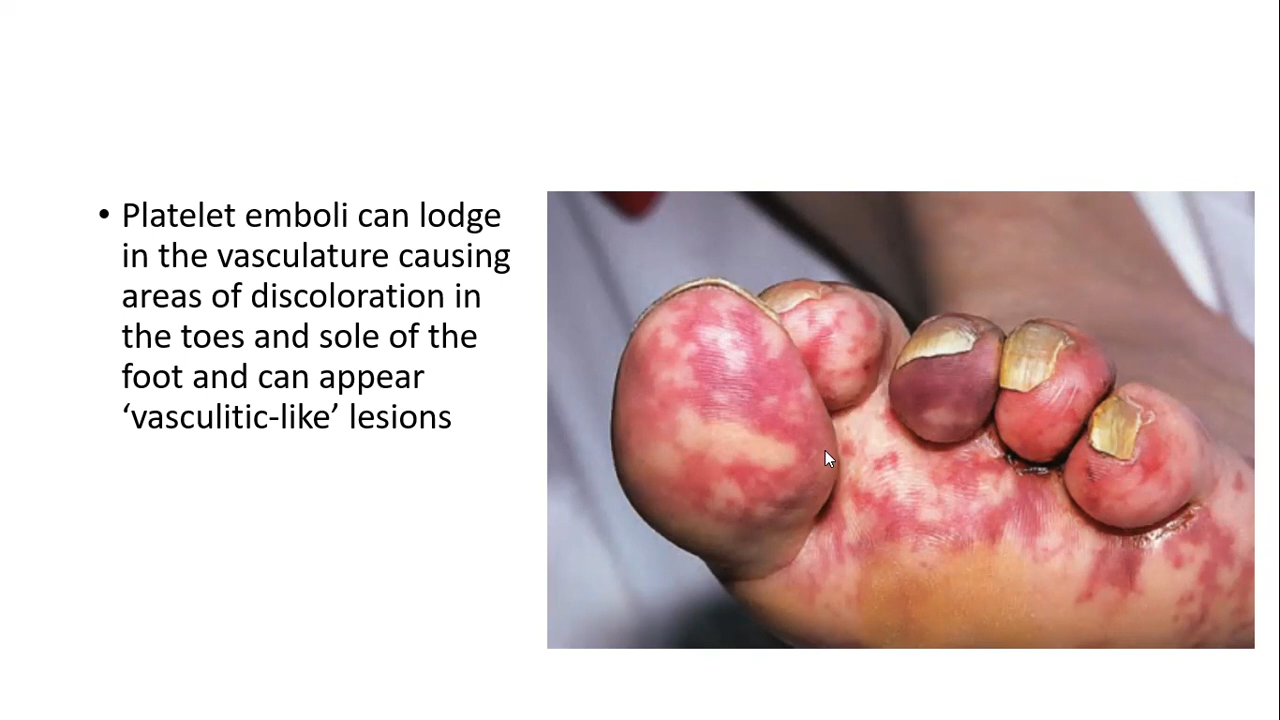 • Platelet emboli can lodge
in the vasculature causing
areas of discoloration in
the toes and sole of the
foot and can appear
‘vasculitic-like’ lesions